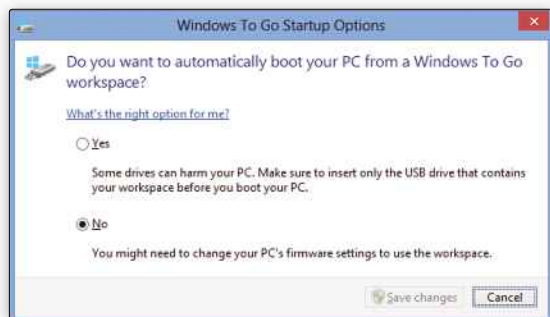 Windows To Go Startup Options
Do you want to automatically boot your PC from a Windows To Go
workspace?
What's the right option for me?
Yes
Some drives can harm your PC. Make sure to insert only the USB drive that contains
your workspace before you boot your PC.
No
You might need to change your PC's firmware settings to use the workspace.
Save changes Cancel